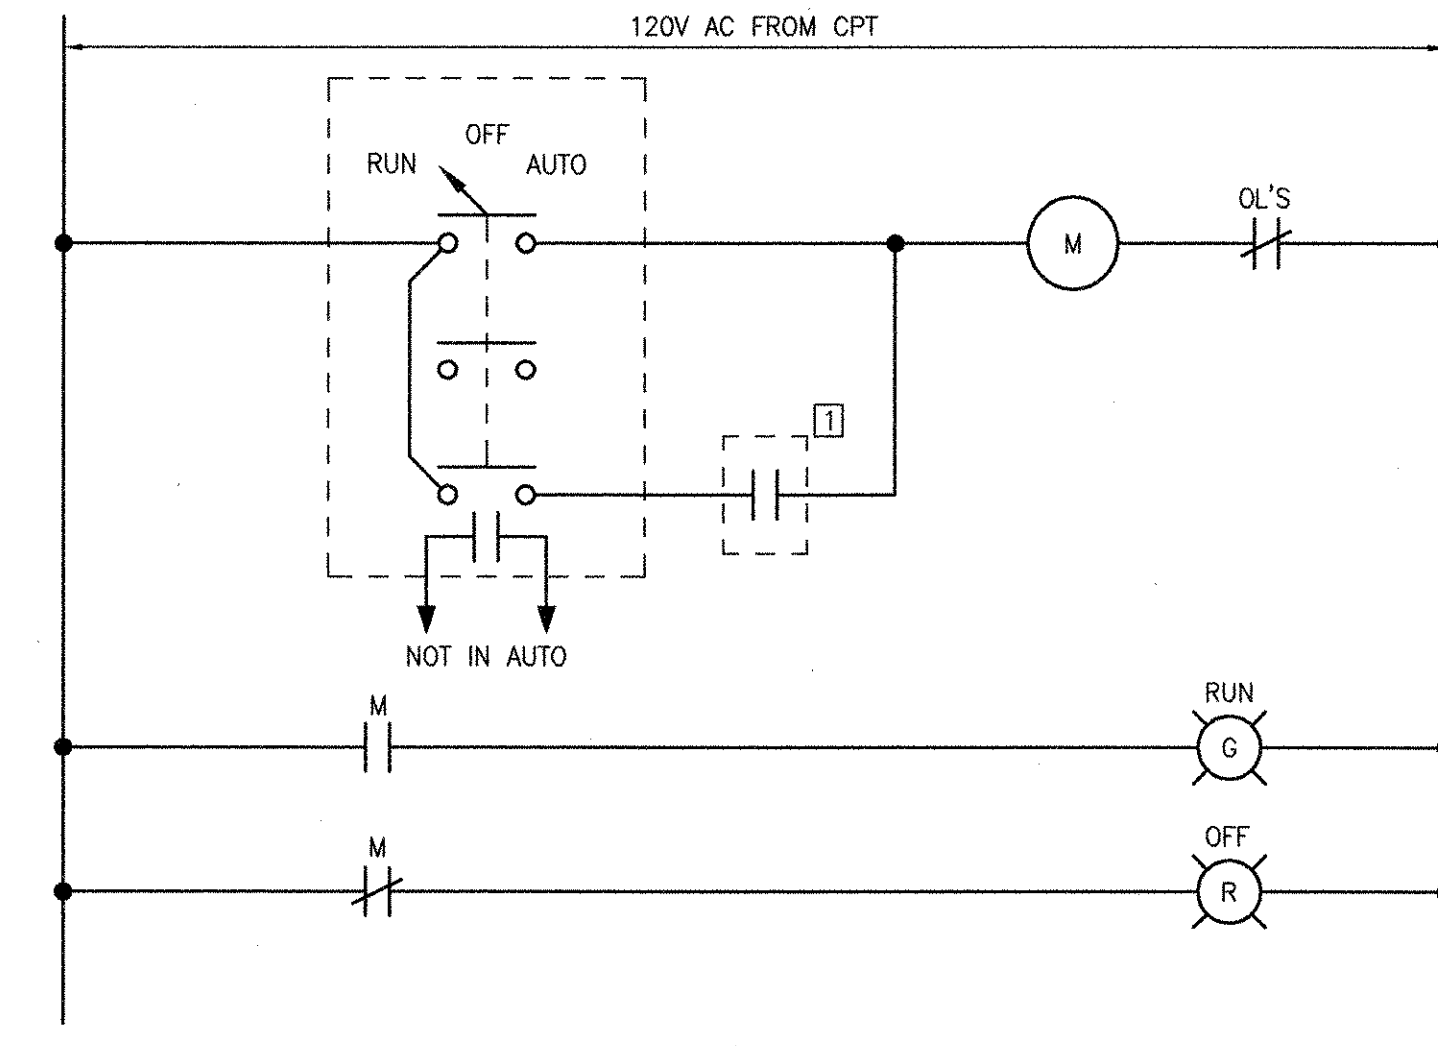 120V AC FROM CPT
OFF
RUN AUTO
OL'S
M
1
NOT IN AUTO
M
RUN
G
M
OFF
R